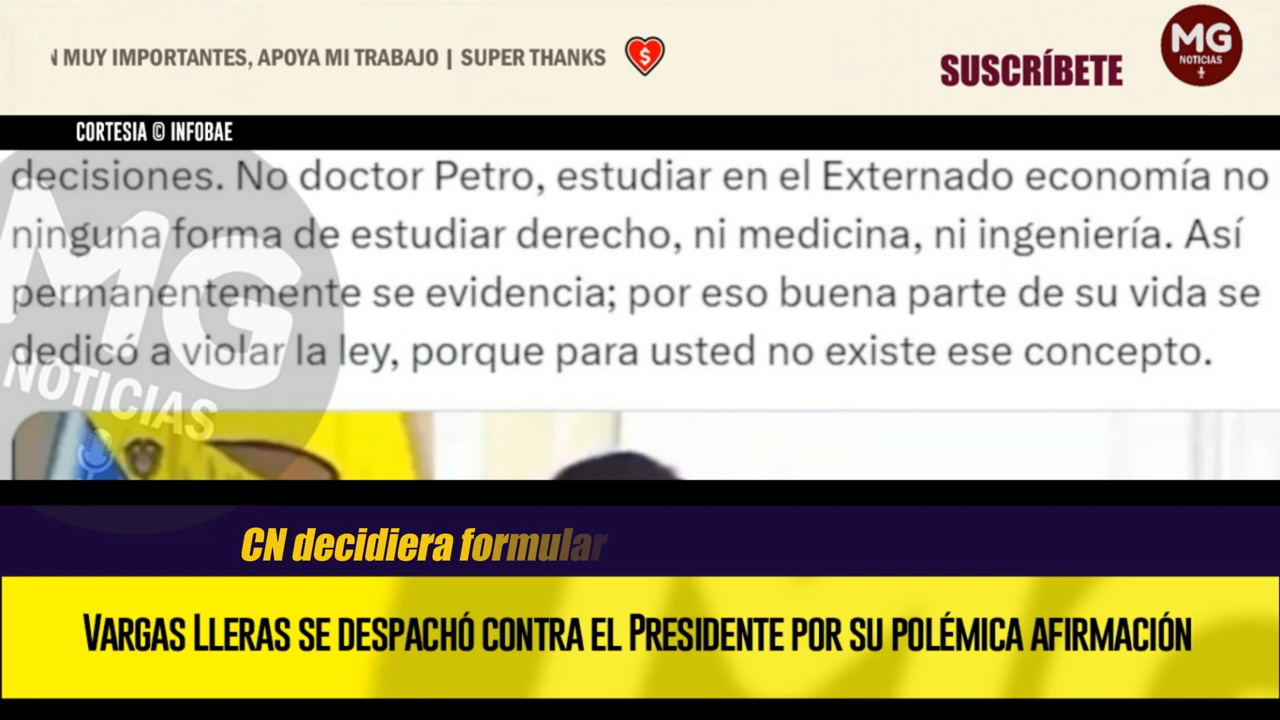 N MUY IMPORTANTES, APOYA MI TRABAJO | SUPER THANKS
$
SUSCRÍBETE
MG
NOTICIAS
CORTESIA © INFOBAE
decisiones. No doctor Petro, estudiar en el Externado economía no
ninguna forma de estudiar derecho, ni medicina, ni ingeniería. Así
permanentemente se evidencia; por eso buena parte de su vida se
dedicó a violar la ley, porque para usted no existe ese concepto.
MG
NOTICIAS
CN decidiera formular
VARGAS LLERAS SE DESPACHÓ CONTRA EL PRESIDENTE POR SU POLÉMICA AFIRMACIÓN